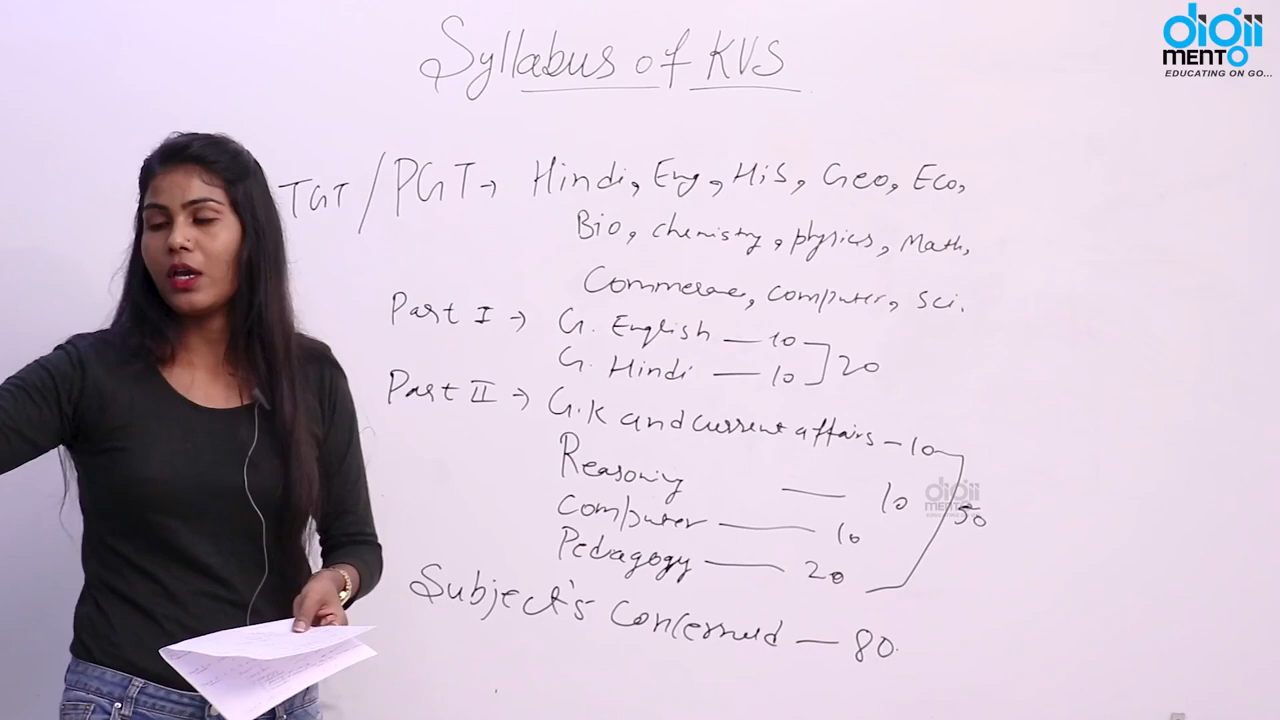 digii
MENTO
EDUCATING ON GO...
Syllabus of KVS
TGT / PGT → Hindi, Eng, His, Geo, Eco,
Bio, chemistry, physics, Math,
Commerce, computer, Sci.
Part I → G. English — 10
G. Hindi — 10 ] 20
Part II → G.K and current affairs — 10
Reasoning — 10
Computer — 10
Pedagogy — 20
50
Subject's Concerned — 80.
digii
MENTO